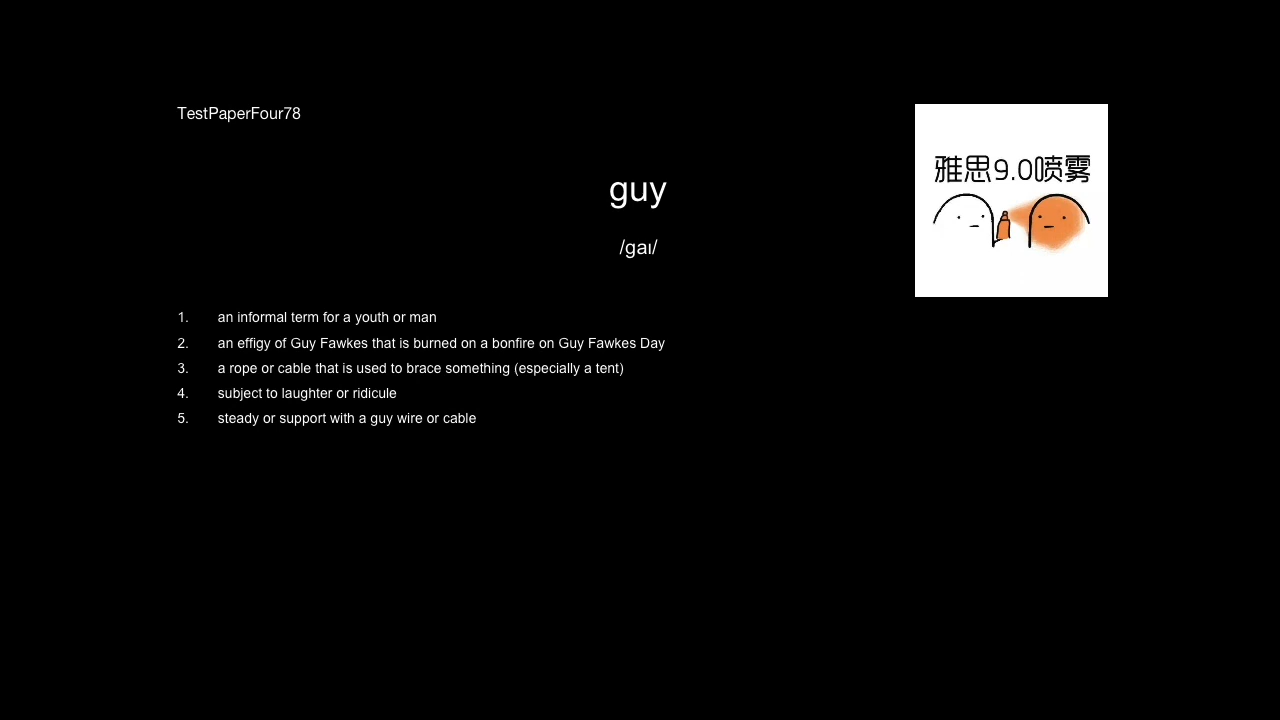 TestPaperFour78
雅思9.0喷雾
guy
/ɡaɪ/
1. an informal term for a youth or man
2. an effigy of Guy Fawkes that is burned on a bonfire on Guy Fawkes Day
3. a rope or cable that is used to brace something (especially a tent)
4. subject to laughter or ridicule
5. steady or support with a guy wire or cable